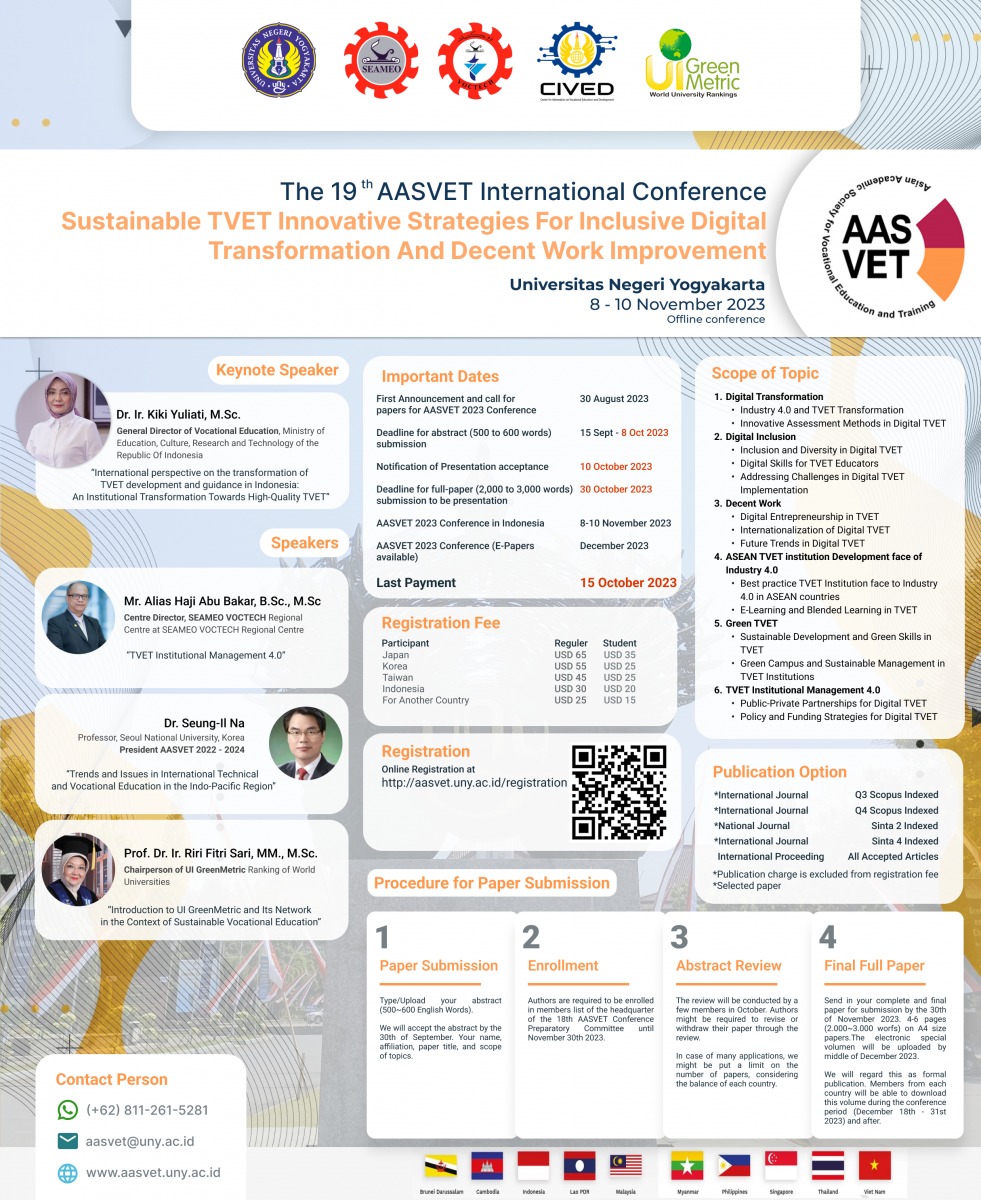 UNIVERSITAS NEGERI YOGYAKARTA
UNY
SEAMEO
VOCTECH
CIVED
UI Green
Metric
World University Rankings
The 19 th AASVET International Conference
Sustainable TVET Innovative Strategies For Inclusive Digital
Transformation And Decent Work Improvement
Universitas Negeri Yogyakarta
8 - 10 November 2023
Offline conference
Asian Academic Society for Vocational Education and Training
AAS
VET
Keynote Speaker
Dr. Ir. Kiki Yuliati, M.Sc.
General Director of Vocational Education, Ministry of
Education, Culture, Research and Technology of the
Republic Of Indonesia
“International perspective on the transformation of
TVET development and guidance in Indonesia:
An Institutional Transformation Towards High-Quality TVET”
Speakers
Mr. Alias Haji Abu Bakar, B.Sc., M.Sc
Centre Director, SEAMEO VOCTECH Regional
Centre at SEAMEO VOCTECH Regional Centre
“TVET Institutional Management 4.0”
Dr. Seung-Il Na
Professor, Seoul National University, Korea
President AASVET 2022 - 2024
“Trends and Issues in International Technical
and Vocational Education in the Indo-Pacific Region”
Prof. Dr. Ir. Riri Fitri Sari, MM., M.Sc.
Chairperson of UI GreenMetric Ranking of World
Universities
“Introduction to UI GreenMetric and Its Network
in the Context of Sustainable Vocational Education”
Contact Person
(+62) 811-261-5281
aasvet@uny.ac.id
www.aasvet.uny.ac.id
Important Dates
First Announcement and call for
papers for AASVET 2023 Conference
30 August 2023
Deadline for abstract (500 to 600 words)
submission
15 Sept - 8 Oct 2023
Notification of Presentation acceptance 10 October 2023
Deadline for full-paper (2,000 to 3,000 words)
submission to be presentation
30 October 2023
AASVET 2023 Conference in Indonesia 8-10 November 2023
AASVET 2023 Conference (E-Papers
available)
December 2023
Last Payment 15 October 2023
Registration Fee
Participant Reguler Student
Japan USD 65 USD 35
Korea USD 55 USD 25
Taiwan USD 45 USD 25
Indonesia USD 30 USD 20
For Another Country USD 25 USD 15
Registration
Online Registration at
http://aasvet.uny.ac.id/registration
Scope of Topic
1. Digital Transformation
• Industry 4.0 and TVET Transformation
• Innovative Assessment Methods in Digital TVET
2. Digital Inclusion
• Inclusion and Diversity in Digital TVET
• Digital Skills for TVET Educators
• Addressing Challenges in Digital TVET
Implementation
3. Decent Work
• Digital Entrepreneurship in TVET
• Internationalization of Digital TVET
• Future Trends in Digital TVET
4. ASEAN TVET institution Development face of
Industry 4.0
• Best practice TVET Institution face to Industry
4.0 in ASEAN countries
• E-Learning and Blended Learning in TVET
5. Green TVET
• Sustainable Development and Green Skills in
TVET
• Green Campus and Sustainable Management in
TVET Institutions
6. TVET Institutional Management 4.0
• Public-Private Partnerships for Digital TVET
• Policy and Funding Strategies for Digital TVET
Publication Option
*International Journal Q3 Scopus Indexed
*International Journal Q4 Scopus Indexed
*National Journal Sinta 2 Indexed
*International Journal Sinta 4 Indexed
International Proceeding All Accepted Articles
*Publication charge is excluded from registration fee
*Selected paper
Procedure for Paper Submission
1
Paper Submission
Type/Upload your abstract
(500~600 English Words).
We will accept the abstract by the
30th of September. Your name,
affiliation, paper title, and scope
of topics.
2
Enrollment
Authors are required to be enrolled
in members list of the headquarter
of the 18th AASVET Conference
Preparatory Committee until
November 30th 2023.
3
Abstract Review
The review will be conducted by a
few members in October. Authors
might be required to revise or
withdraw their paper through the
review.
In case of many applications, we
might be put a limit on the
number of papers, considering
the balance of each country.
4
Final Full Paper
Send in your complete and final
paper for submission by the 30th
of November 2023. 4-6 pages
(2.000~3.000 worfs) on A4 size
papers.The electronic special
volumen will be uploaded by
middle of December 2023.
We will regard this as formal
publication. Members from each
country will be able to download
this volume during the conference
period (December 18th - 31st
2023) and after.
Brunei Darussalam
Cambodia
Indonesia
Lao PDR
Malaysia
Myanmar
Philippines
Singapore
Thailand
Viet Nam